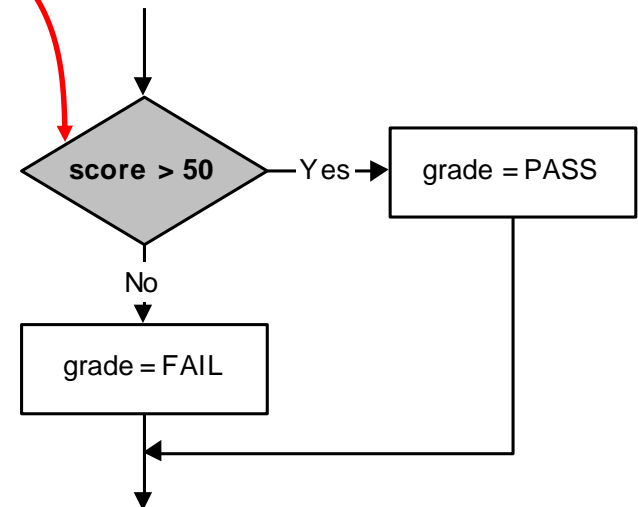 score > 50
Yes
grade = PASS
No
grade = FAIL